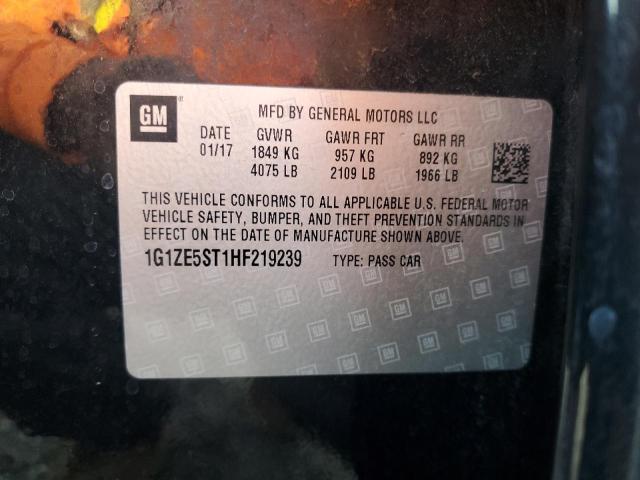 GM ® MFD BY GENERAL MOTORS LLC
DATE GVWR GAWR FRT GAWR RR
01/17 1849 KG 957 KG 892 KG
4075 LB 2109 LB 1966 LB
THIS VEHICLE CONFORMS TO ALL APPLICABLE U.S. FEDERAL MOTOR
VEHICLE SAFETY, BUMPER, AND THEFT PREVENTION STANDARDS IN
EFFECT ON THE DATE OF MANUFACTURE SHOWN ABOVE.
1G1ZE5ST1HF219239 TYPE: PASS CAR